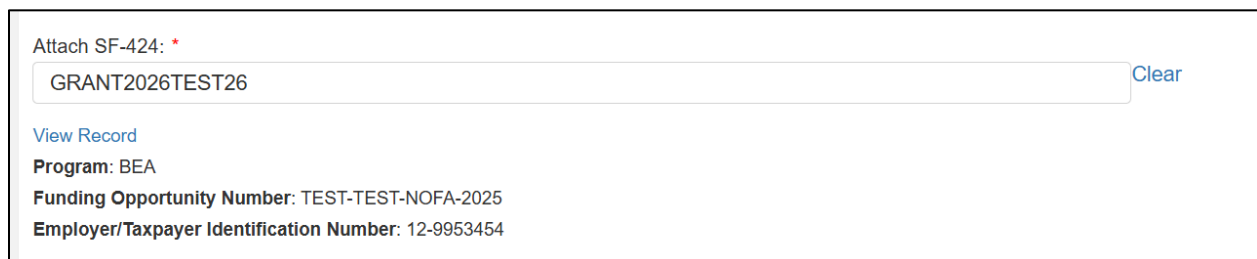 Attach SF-424: *
GRANT2026TEST26
Clear
View Record
Program: BEA
Funding Opportunity Number: TEST-TEST-NOFA-2025
Employer/Taxpayer Identification Number: 12-9953454